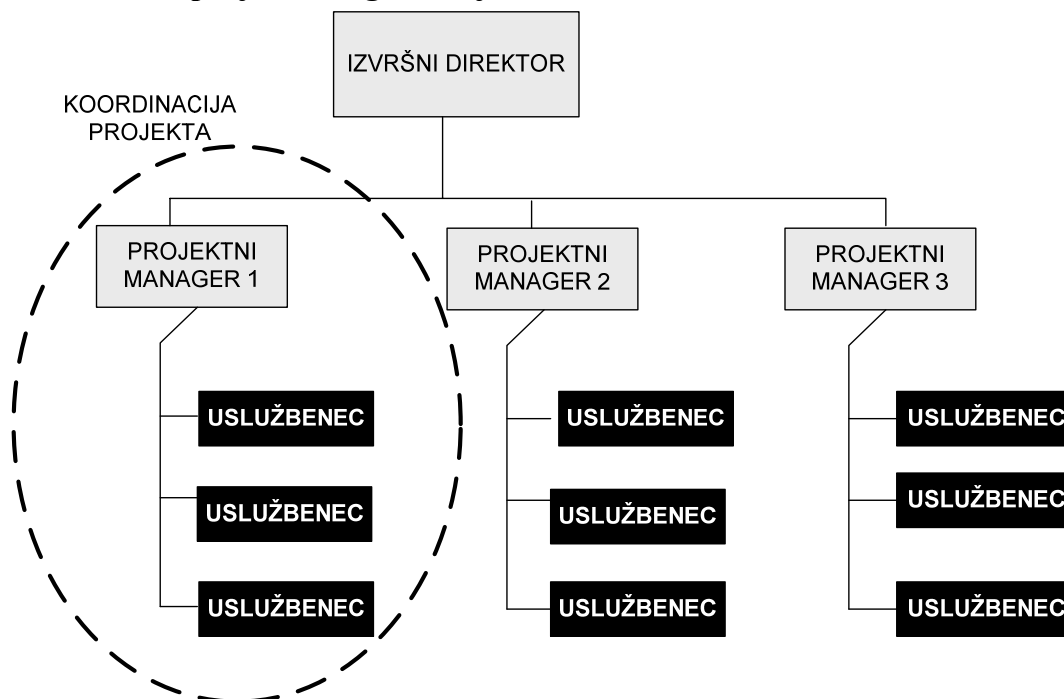 IZVRŠNI DIREKTOR
KOORDINACIJA
PROJEKTA
PROJEKTNI
MANAGER 1
PROJEKTNI
MANAGER 2
PROJEKTNI
MANAGER 3
USLUŽBENEC
USLUŽBENEC
USLUŽBENEC
USLUŽBENEC
USLUŽBENEC
USLUŽBENEC
USLUŽBENEC
USLUŽBENEC
USLUŽBENEC